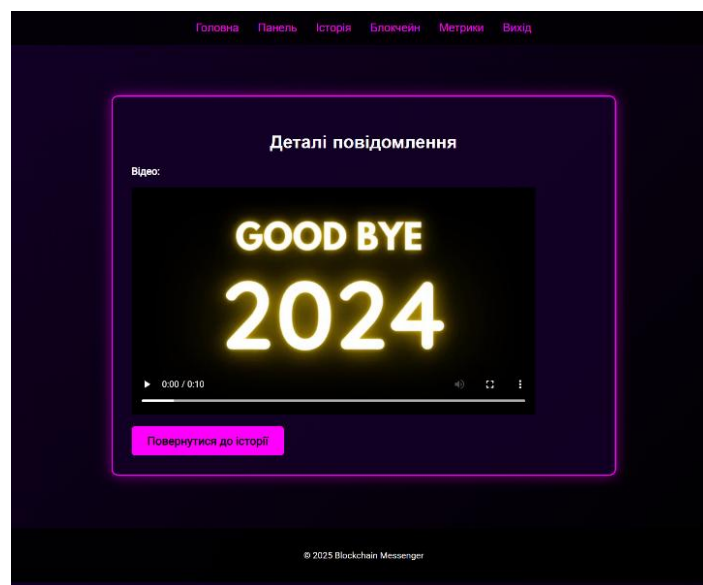 Головна Панель Історія Блокчейн Метрики Вихід
Деталі повідомлення
Відео:
GOOD BYE
2024
0:00 / 0:10
Повернутися до історії
© 2025 Blockchain Messenger